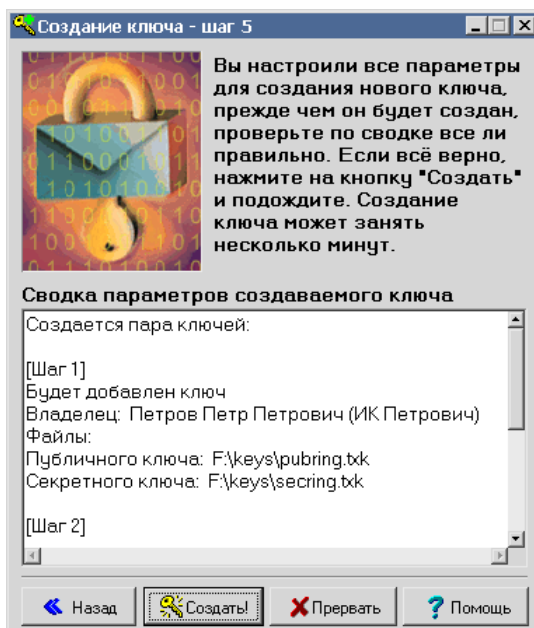 Создание ключа - шаг 5
Вы настроили все параметры
для создания нового ключа,
прежде чем он будет создан,
проверьте по сводке все ли
правильно. Если всё верно,
нажмите на кнопку "Создать"
и подождите. Создание
ключа может занять
несколько минут.
Сводка параметров создаваемого ключа
Создается пара ключей:
[Шаг 1]
Будет добавлен ключ
Владелец: Петров Петр Петрович (ИК Петрович)
Файлы:
Публичного ключа: F:\keys\pubring.txk
Секретного ключа: F:\keys\secring.txk
[Шаг 2]
Назад
Создать!
Прервать
Помощь